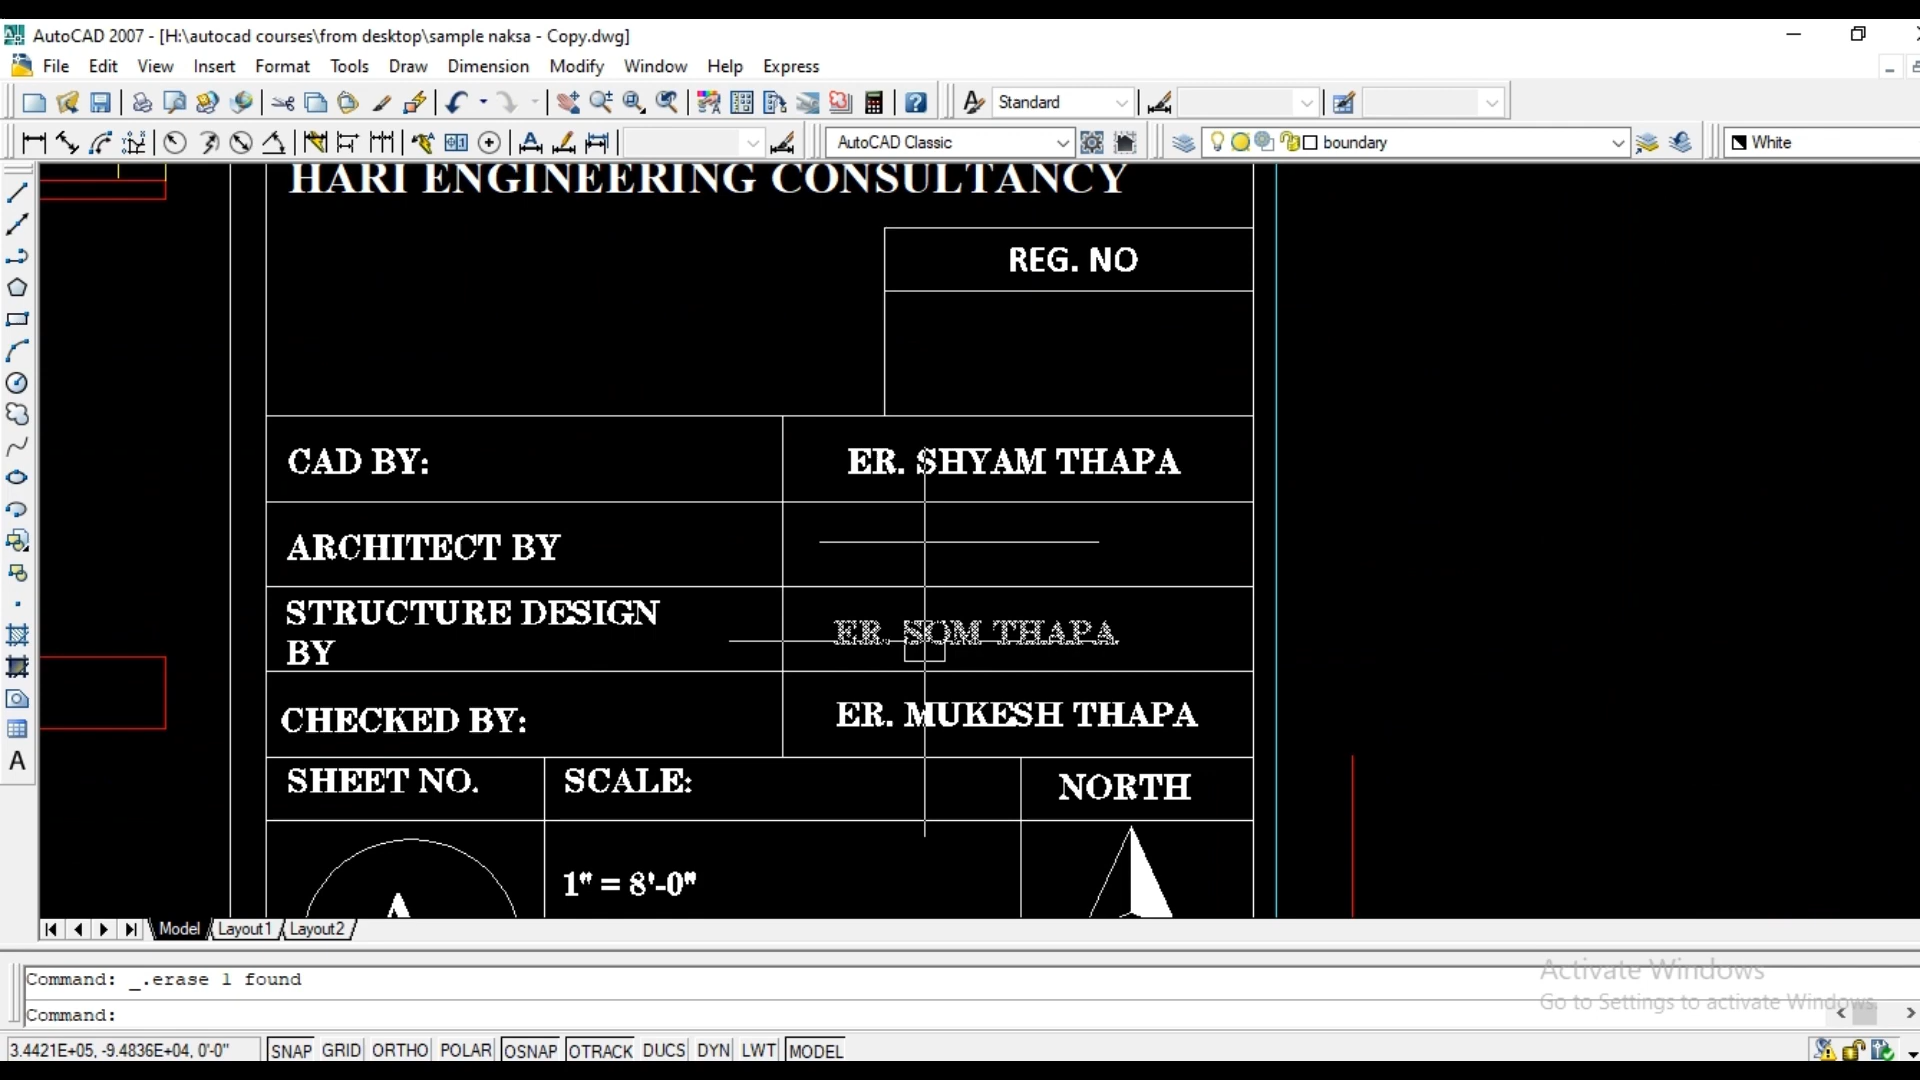 AutoCAD 2007 - [H:\autocad courses\from desktop\sample naksa - Copy.dwg]
File Edit View Insert Format Tools Draw Dimension Modify Window Help Express
Standard
AutoCAD Classic
boundary
White
HARI ENGINEERING CONSULTANCY
REG. NO
CAD BY:
ER. SHYAM THAPA
ARCHITECT BY
STRUCTURE DESIGN
BY
ER. SOM THAPA
CHECKED BY:
ER. MUKESH THAPA
SHEET NO.
SCALE:
NORTH
1" = 8'-0"
A
Model Layout1 Layout2
Command: _.erase 1 found
Command:
Activate Windows
Go to Settings to activate Windows.
3.4421E+05, -9.4836E+04, 0'-0"
SNAP GRID ORTHO POLAR OSNAP OTRACK DUCS DYN LWT MODEL